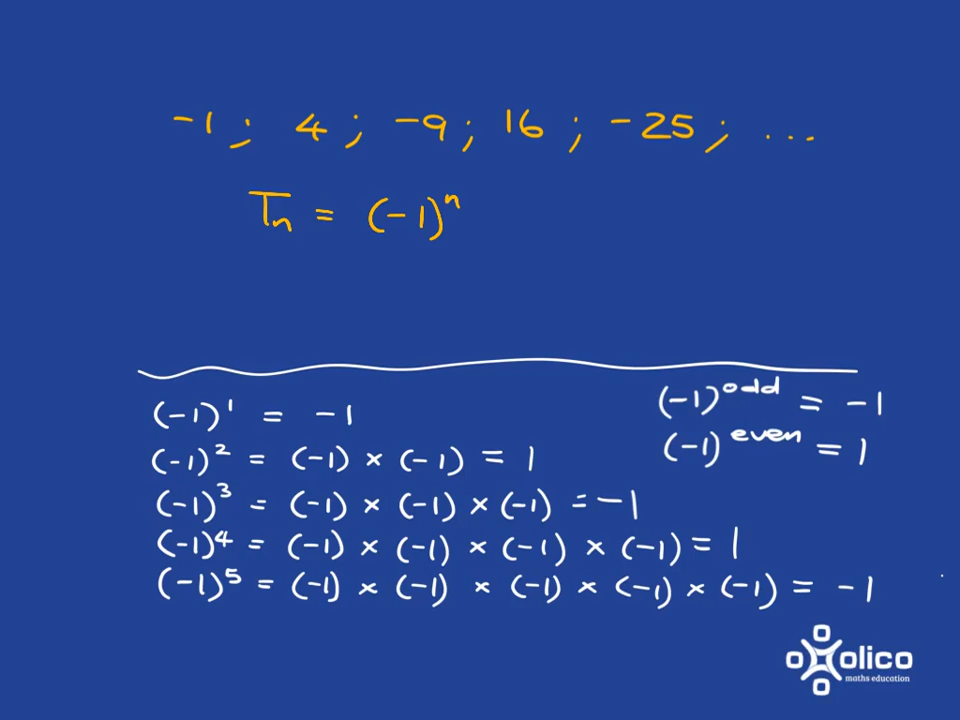 -1 ; 4 ; -9 ; 16 ; -25 ; ...
Tₙ = (-1)ⁿ
(-1)¹ = -1
(-1)² = (-1) × (-1) = 1
(-1)³ = (-1) × (-1) × (-1) = -1
(-1)⁴ = (-1) × (-1) × (-1) × (-1) = 1
(-1)⁵ = (-1) × (-1) × (-1) × (-1) × (-1) = -1
(-1)^odd = -1
(-1)^even = 1
olico
maths education